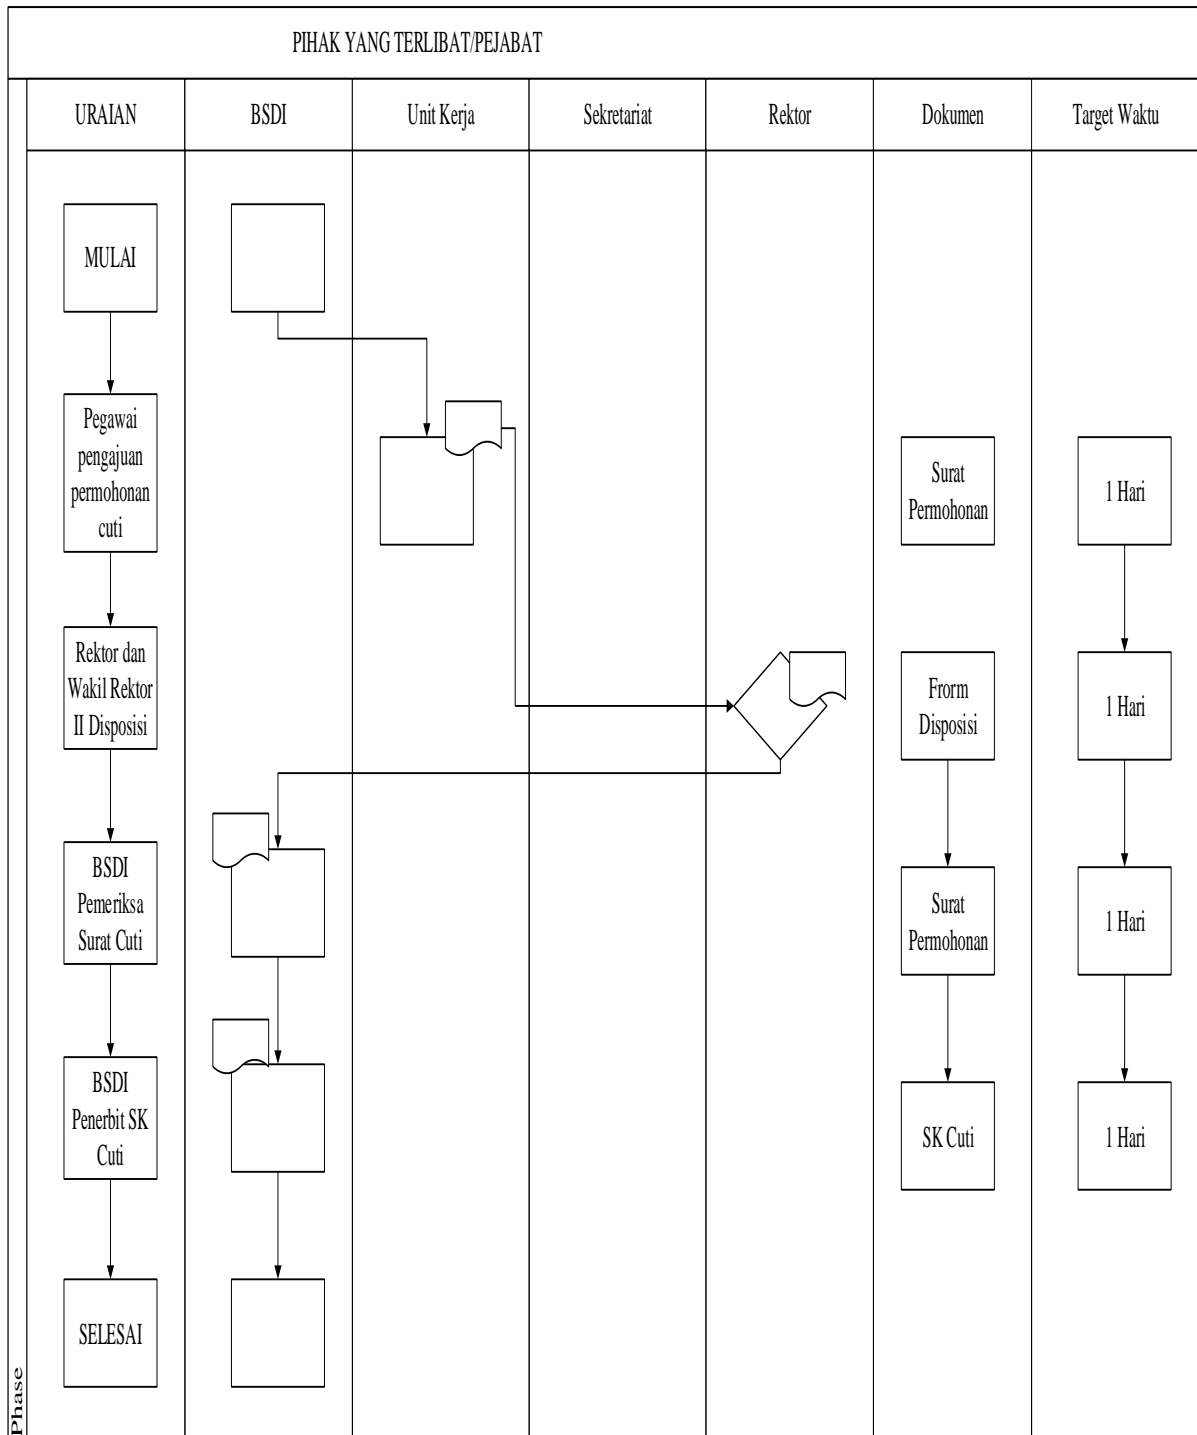 PIHAK YANG TERLIBAT/PEJABAT
URAIAN
BSDI
Unit Kerja
Sekretariat
Rektor
Dokumen
Target Waktu
MULAI
Pegawai
pengajuan
permohonan
cuti
Surat
Permohonan
1 Hari
Rektor dan
Wakil Rektor
II Disposisi
Frorm
Disposisi
1 Hari
BSDI
Pemeriksa
Surat Cuti
Surat
Permohonan
1 Hari
BSDI
Penerbit SK
Cuti
SK Cuti
1 Hari
SELESAI
Phase